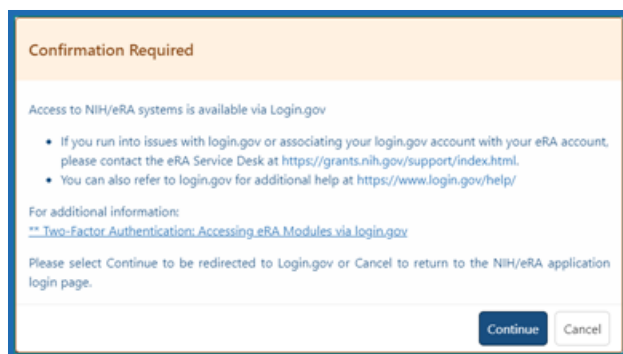 Confirmation Required
Access to NIH/eRA systems is available via Login.gov
• If you run into issues with login.gov or associating your login.gov account with your eRA account,
please contact the eRA Service Desk at https://grants.nih.gov/support/index.html.
• You can also refer to login.gov for additional help at https://www.login.gov/help/
For additional information:
** Two-Factor Authentication: Accessing eRA Modules via login.gov
Please select Continue to be redirected to Login.gov or Cancel to return to the NIH/eRA application
login page.
Continue Cancel